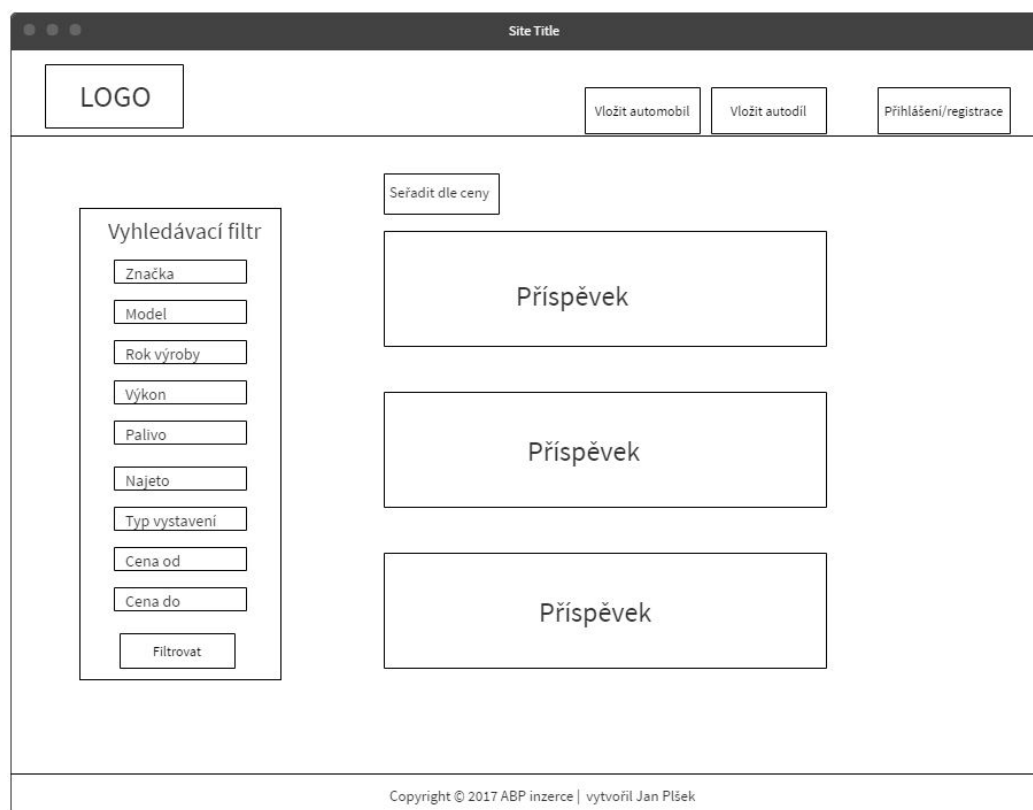 Site Title
LOGO
Vložit automobil
Vložit autodíl
Přihlášení/registrace
Seřadit dle ceny
Vyhledávací filtr
Značka
Model
Rok výroby
Výkon
Palivo
Najeto
Typ vystavení
Cena od
Cena do
Filtrovat
Příspěvek
Příspěvek
Příspěvek
Copyright © 2017 ABP inzerce | vytvořil Jan Plšek